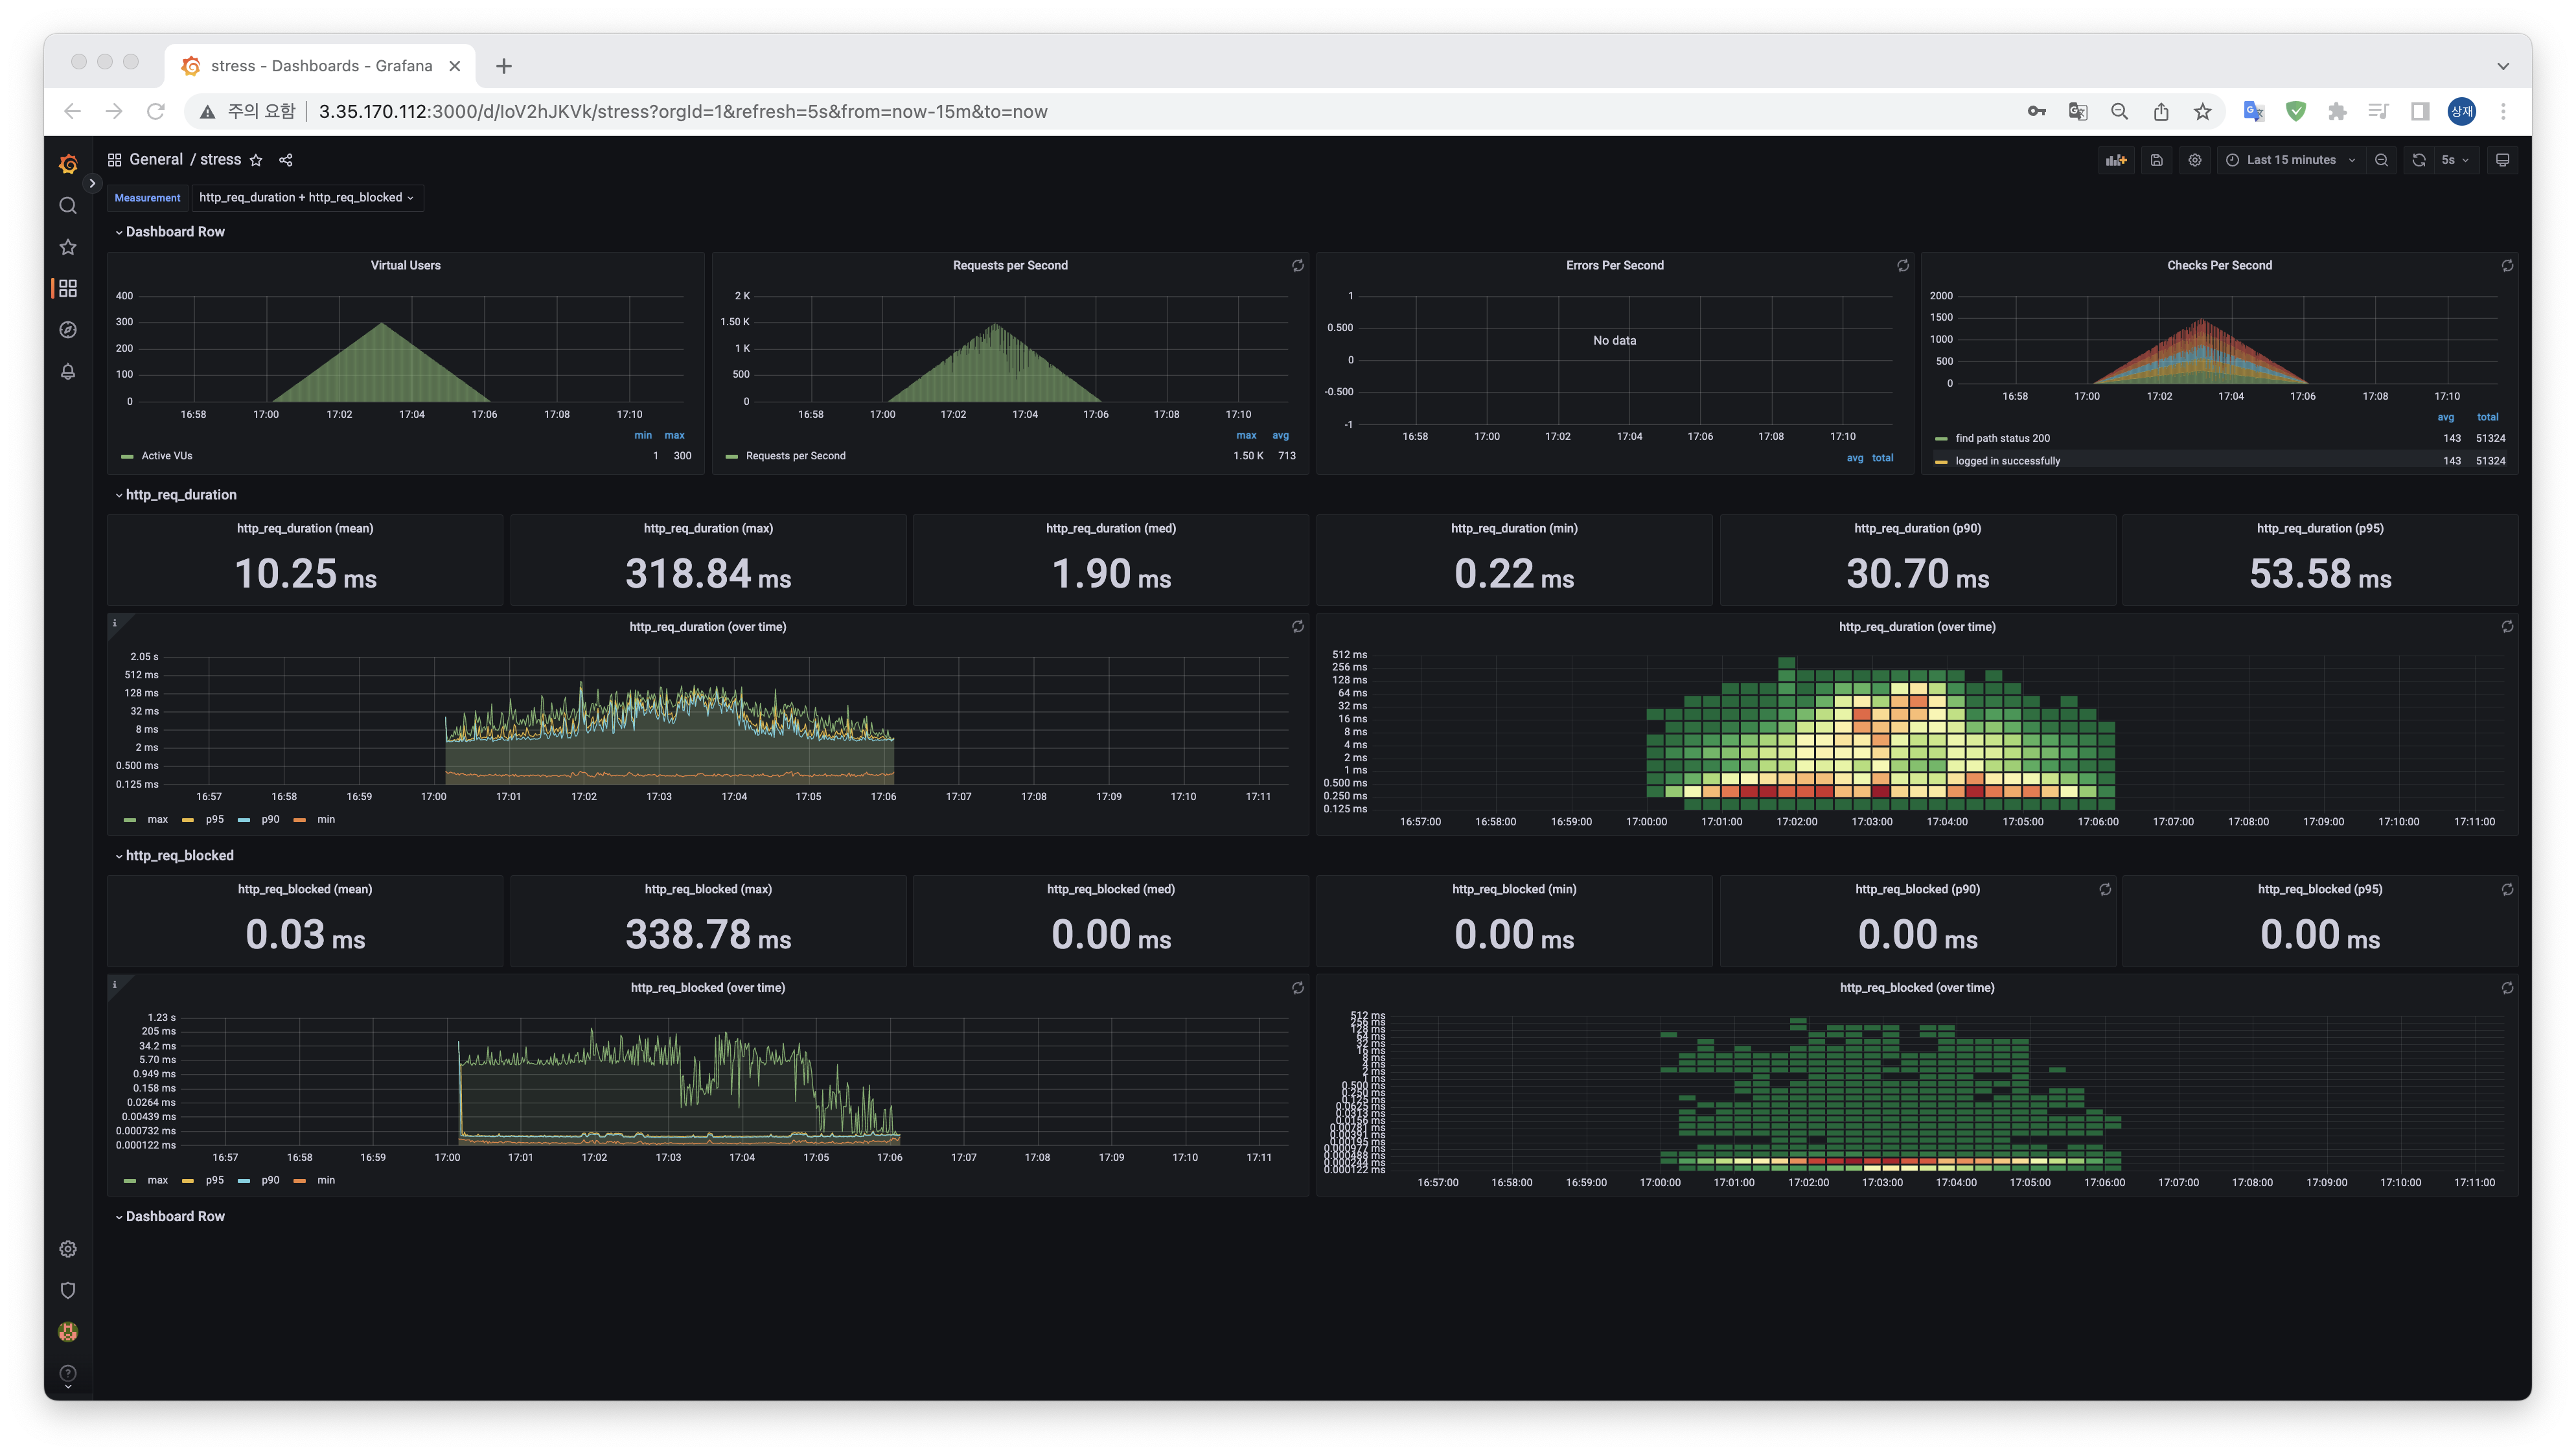 stress - Dashboards - Grafana
주의 요함 3.35.170.112:3000/d/IoV2hJKVk/stress?orgId=1&refresh=5s&from=now-15m&to=now
상재
General / stress
Last 15 minutes
5s
Measurement http_req_duration + http_req_blocked
Dashboard Row
Virtual Users
400
300
200
100
0
16:58 17:00 17:02 17:04 17:06 17:08 17:10
min max
Active VUs 1 300
Requests per Second
2 K
1.50 K
1 K
500
0
16:58 17:00 17:02 17:04 17:06 17:08 17:10
max avg
Requests per Second 1.50 K 713
Errors Per Second
1
0.500
0
-0.500
-1
No data
16:58 17:00 17:02 17:04 17:06 17:08 17:10
avg total
Checks Per Second
2000
1500
1000
500
0
16:58 17:00 17:02 17:04 17:06 17:08 17:10
avg total
find path status 200 143 51324
logged in successfully 143 51324
http_req_duration
http_req_duration (mean)
10.25 ms
http_req_duration (max)
318.84 ms
http_req_duration (med)
1.90 ms
http_req_duration (min)
0.22 ms
http_req_duration (p90)
30.70 ms
http_req_duration (p95)
53.58 ms
http_req_duration (over time)
2.05 s
512 ms
128 ms
32 ms
8 ms
2 ms
0.500 ms
0.125 ms
16:57 16:58 16:59 17:00 17:01 17:02 17:03 17:04 17:05 17:06 17:07 17:08 17:09 17:10 17:11
max p95 p90 min
http_req_duration (over time)
512 ms
256 ms
128 ms
64 ms
32 ms
16 ms
8 ms
4 ms
2 ms
1 ms
0.500 ms
0.250 ms
0.125 ms
16:57:00 16:58:00 16:59:00 17:00:00 17:01:00 17:02:00 17:03:00 17:04:00 17:05:00 17:06:00 17:07:00 17:08:00 17:09:00 17:10:00 17:11:00
http_req_blocked
http_req_blocked (mean)
0.03 ms
http_req_blocked (max)
338.78 ms
http_req_blocked (med)
0.00 ms
http_req_blocked (min)
0.00 ms
http_req_blocked (p90)
0.00 ms
http_req_blocked (p95)
0.00 ms
http_req_blocked (over time)
1.23 s
205 ms
34.2 ms
5.70 ms
0.949 ms
0.158 ms
0.0264 ms
0.00439 ms
0.000732 ms
0.000122 ms
16:57 16:58 16:59 17:00 17:01 17:02 17:03 17:04 17:05 17:06 17:07 17:08 17:09 17:10 17:11
max p95 p90 min
http_req_blocked (over time)
512 ms
0.500 ms
0.000122 ms
16:57:00 16:58:00 16:59:00 17:00:00 17:01:00 17:02:00 17:03:00 17:04:00 17:05:00 17:06:00 17:07:00 17:08:00 17:09:00 17:10:00 17:11:00
Dashboard Row